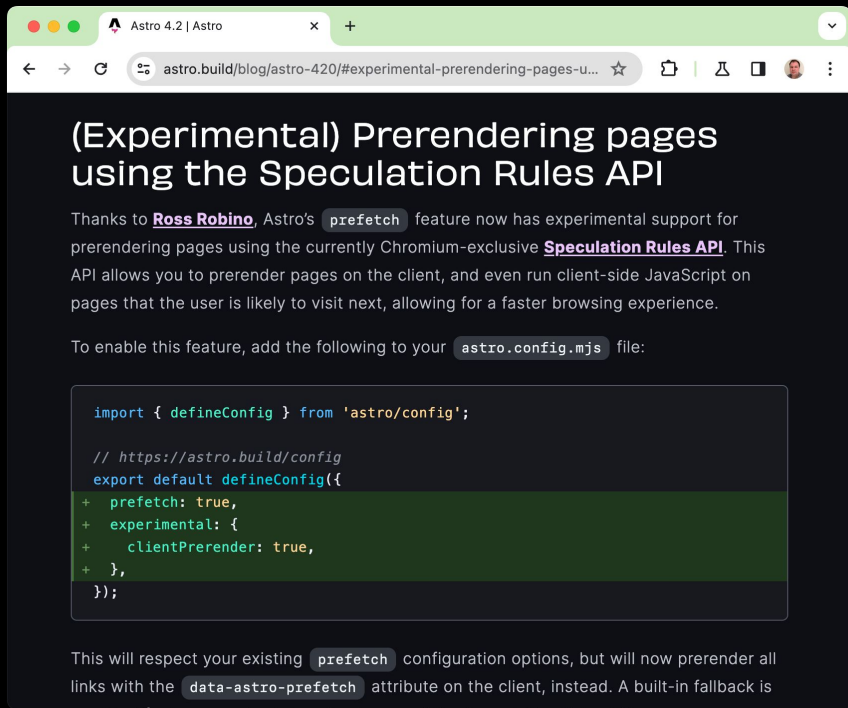 Astro 4.2 | Astro
astro.build/blog/astro-420/#experimental-prerendering-pages-u...
(Experimental) Prerendering pages
using the Speculation Rules API
Thanks to Ross Robino, Astro’s prefetch feature now has experimental support for
prerendering pages using the currently Chromium-exclusive Speculation Rules API. This
API allows you to prerender pages on the client, and even run client-side JavaScript on
pages that the user is likely to visit next, allowing for a faster browsing experience.
To enable this feature, add the following to your astro.config.mjs file:
import { defineConfig } from 'astro/config';
// https://astro.build/config
export default defineConfig({
+ prefetch: true,
+ experimental: {
+ clientPrerender: true,
+ },
});
This will respect your existing prefetch configuration options, but will now prerender all
links with the data-astro-prefetch attribute on the client, instead. A built-in fallback is